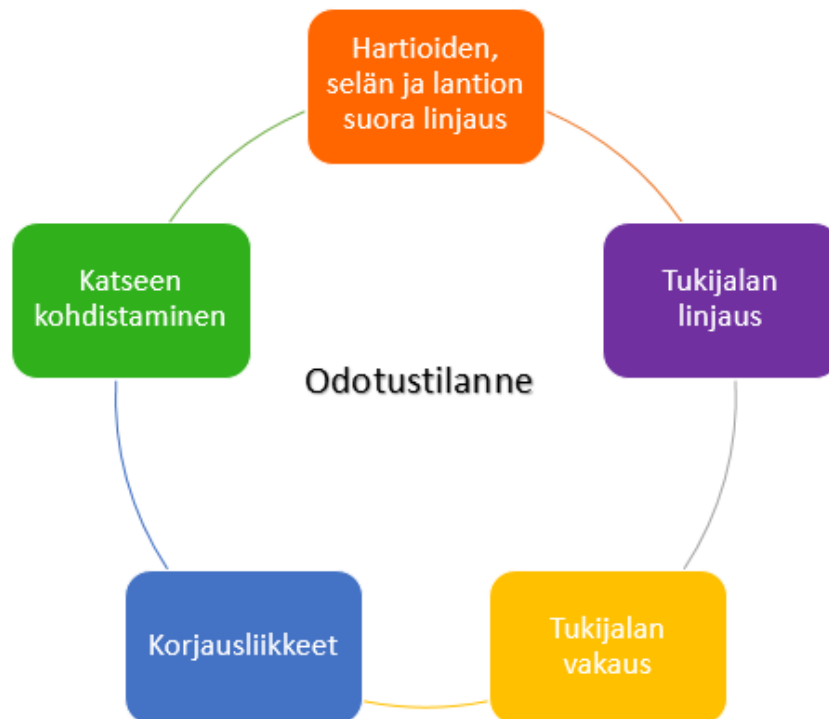 Hartioiden,
selän ja lantion
suora linjaus
Tukijalan
linjaus
Tukijalan
vakaus
Korjausliikkeet
Katseen
kohdistaminen
Odotustilanne